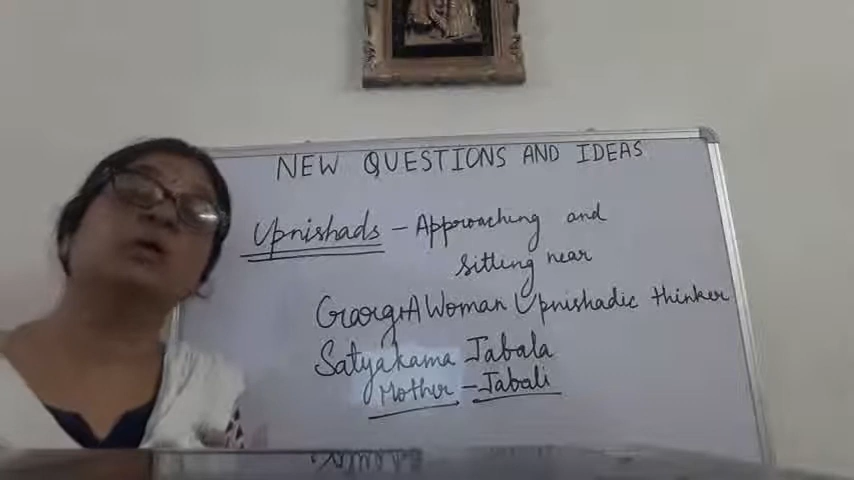 NEW QUESTIONS AND IDEAS
Upnishads - Approaching and
sitting near
Gargi A Woman Upnishadic thinker
Satyakama Jabala
Mother - Jabali